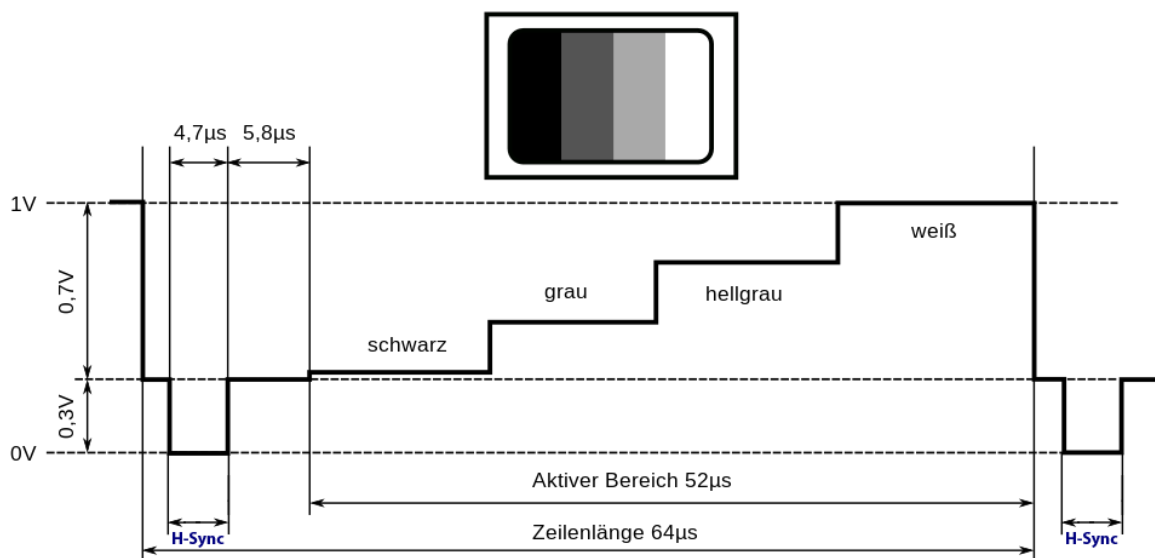 4,7µs 5,8µs
1V
weiß
0,7V
grau
hellgrau
schwarz
0,3V
0V
Aktiver Bereich 52µs
H-Sync
Zeilenlänge 64µs
H-Sync